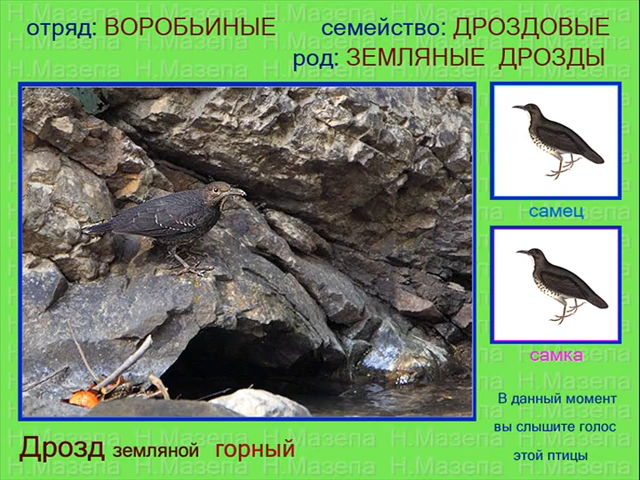 отряд: ВОРОБЬИНЫЕ семейство: ДРОЗДОВЫЕ
род: ЗЕМЛЯНЫЕ ДРОЗДЫ
самец
самка
В данный момент
вы слышите голос
этой птицы
Дрозд земляной горный
Н.Мазепа